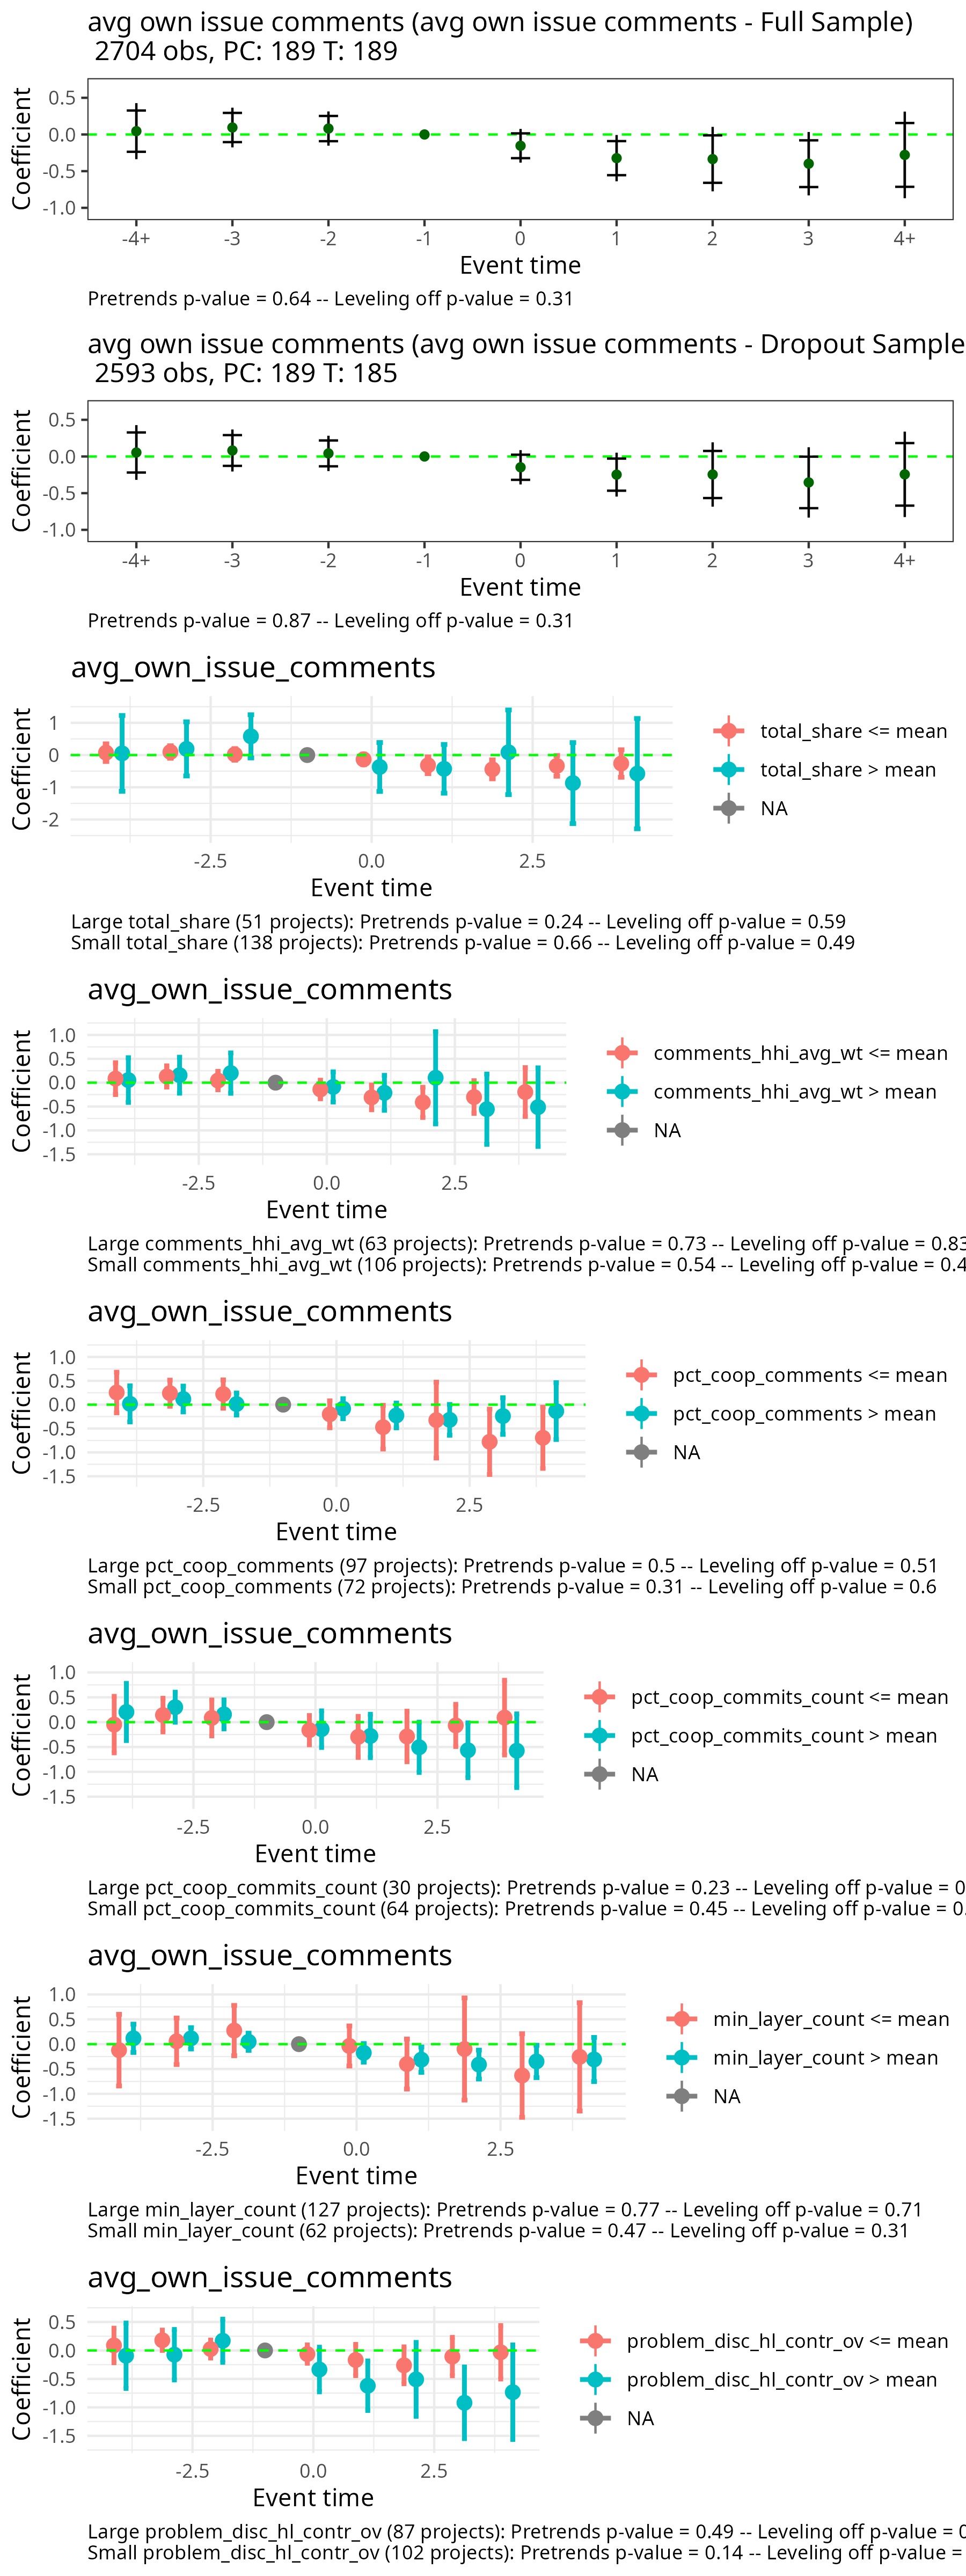 avg own issue comments (avg own issue comments - Full Sample)
2704 obs, PC: 189 T: 189
Coefficient
0.5
0.0
-0.5
-1.0
-4+ -3 -2 -1 0 1 2 3 4+
Event time
Pretrends p-value = 0.64 -- Leveling off p-value = 0.31
avg own issue comments (avg own issue comments - Dropout Sample
2593 obs, PC: 189 T: 185
Coefficient
0.5
0.0
-0.5
-1.0
-4+ -3 -2 -1 0 1 2 3 4+
Event time
Pretrends p-value = 0.87 -- Leveling off p-value = 0.31
avg_own_issue_comments
Coefficient
1
0
-1
-2
-2.5 0.0 2.5
Event time
total_share <= mean
total_share > mean
NA
Large total_share (51 projects): Pretrends p-value = 0.24 -- Leveling off p-value = 0.59
Small total_share (138 projects): Pretrends p-value = 0.66 -- Leveling off p-value = 0.49
avg_own_issue_comments
Coefficient
1.0
0.5
0.0
-0.5
-1.0
-1.5
-2.5 0.0 2.5
Event time
comments_hhi_avg_wt <= mean
comments_hhi_avg_wt > mean
NA
Large comments_hhi_avg_wt (63 projects): Pretrends p-value = 0.73 -- Leveling off p-value = 0.83
Small comments_hhi_avg_wt (106 projects): Pretrends p-value = 0.54 -- Leveling off p-value = 0.4
avg_own_issue_comments
Coefficient
1.0
0.5
0.0
-0.5
-1.0
-1.5
-2.5 0.0 2.5
Event time
pct_coop_comments <= mean
pct_coop_comments > mean
NA
Large pct_coop_comments (97 projects): Pretrends p-value = 0.5 -- Leveling off p-value = 0.51
Small pct_coop_comments (72 projects): Pretrends p-value = 0.31 -- Leveling off p-value = 0.6
avg_own_issue_comments
Coefficient
1.0
0.5
0.0
-0.5
-1.0
-1.5
-2.5 0.0 2.5
Event time
pct_coop_commits_count <= mean
pct_coop_commits_count > mean
NA
Large pct_coop_commits_count (30 projects): Pretrends p-value = 0.23 -- Leveling off p-value = 0
Small pct_coop_commits_count (64 projects): Pretrends p-value = 0.45 -- Leveling off p-value = 0.
avg_own_issue_comments
Coefficient
1.0
0.5
0.0
-0.5
-1.0
-1.5
-2.5 0.0 2.5
Event time
min_layer_count <= mean
min_layer_count > mean
NA
Large min_layer_count (127 projects): Pretrends p-value = 0.77 -- Leveling off p-value = 0.71
Small min_layer_count (62 projects): Pretrends p-value = 0.47 -- Leveling off p-value = 0.31
avg_own_issue_comments
Coefficient
0.5
0.0
-0.5
-1.0
-1.5
-2.5 0.0 2.5
Event time
problem_disc_hl_contr_ov <= mean
problem_disc_hl_contr_ov > mean
NA
Large problem_disc_hl_contr_ov (87 projects): Pretrends p-value = 0.49 -- Leveling off p-value = 0
Small problem_disc_hl_contr_ov (102 projects): Pretrends p-value = 0.14 -- Leveling off p-value =